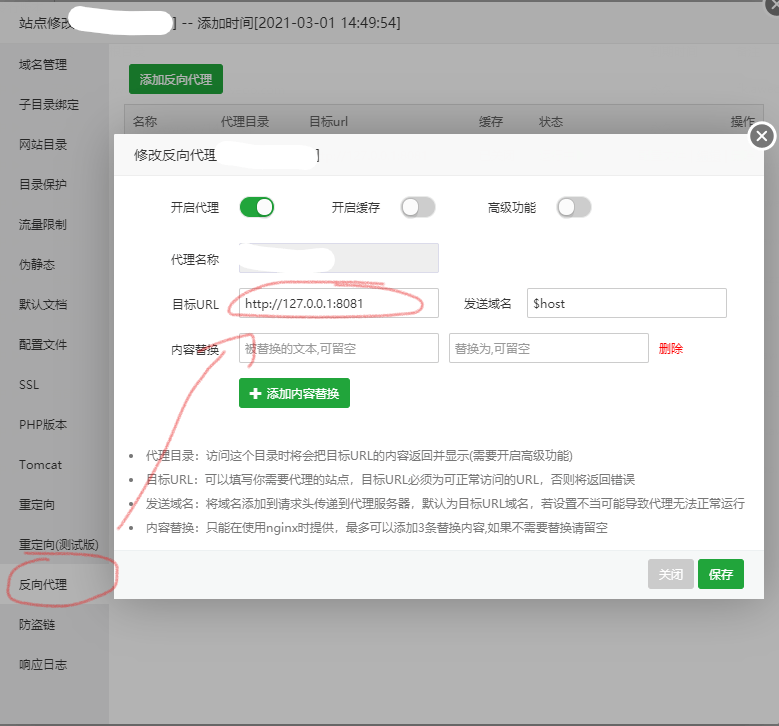 站点修改
] -- 添加时间[2021-03-01 14:49:54]
域名管理
子目录绑定
网站目录
目录保护
流量限制
伪静态
默认文档
配置文件
SSL
PHP版本
Tomcat
重定向
重定向(测试版)
反向代理
防盗链
响应日志
添加反向代理
名称 代理目录 目标url 缓存 状态 操作
修改反向代理 ]
开启代理 开启缓存 高级功能
代理名称
目标URL http://127.0.0.1:8081 发送域名 $host
内容替换 被替换的文本,可留空 替换为,可留空 删除
添加内容替换
代理目录：访问这个目录时将会把目标URL的内容返回并显示(需要开启高级功能)
目标URL：可以填写你需要代理的站点，目标URL必须为可正常访问的URL，否则将返回错误
发送域名：将域名添加到请求头传递到代理服务器，默认为目标URL域名，若设置不当可能导致代理无法正常运行
内容替换：只能在使用nginx时提供，最多可以添加3条替换内容,如果不需要替换请留空
关闭 保存